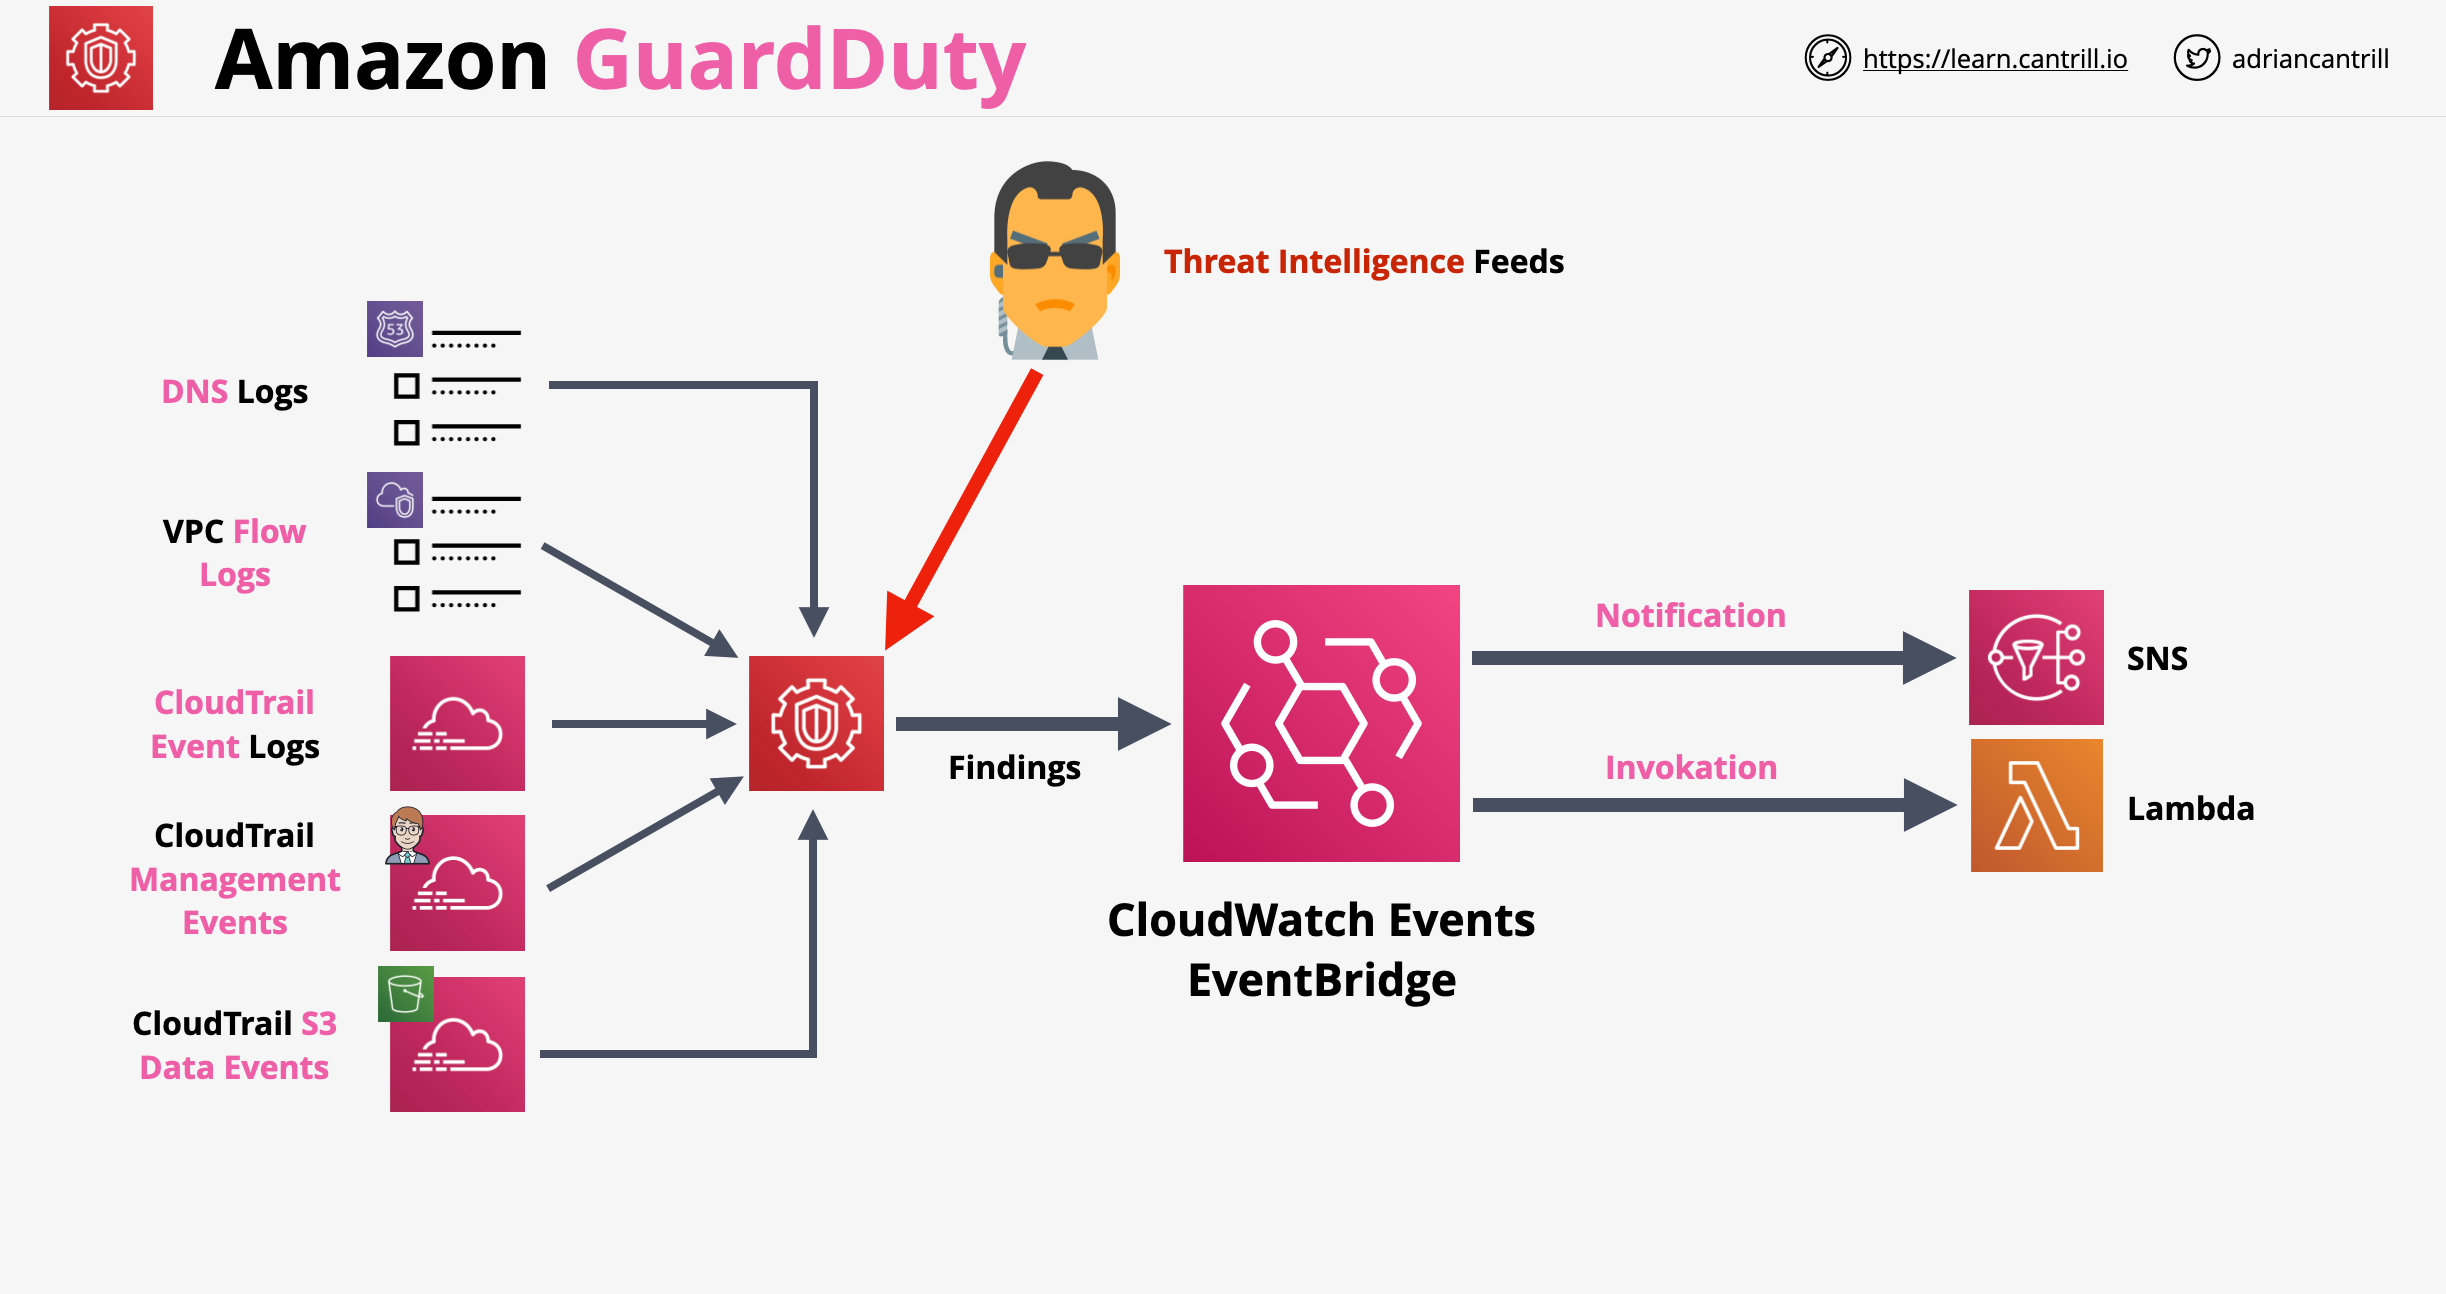 Amazon GuardDuty
https://learn.cantrill.io
adriancantrill
Threat Intelligence Feeds
53
DNS Logs
VPC Flow
Logs
CloudTrail
Event Logs
CloudTrail
Management
Events
CloudTrail S3
Data Events
Findings
CloudWatch Events
EventBridge
Notification
SNS
Invokation
Lambda